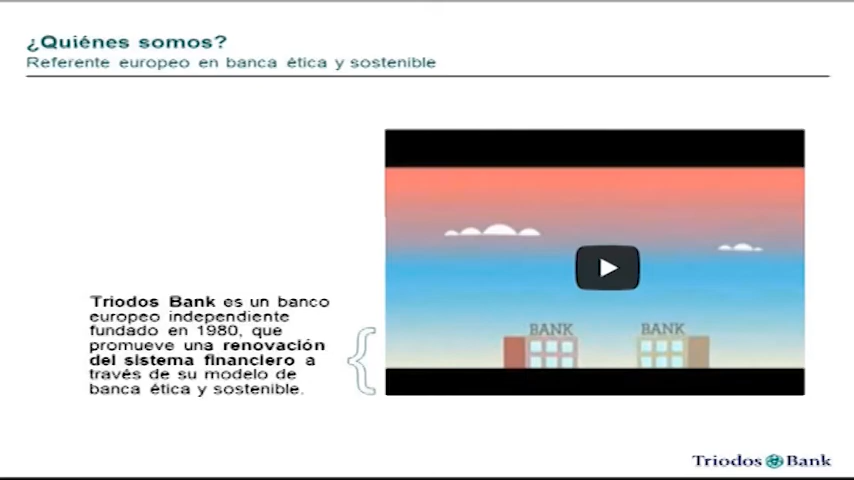 ¿Quiénes somos?
Referente europeo en banca ética y sostenible
BANK
BANK
Triodos Bank es un banco
europeo independiente
fundado en 1980, que
promueve una renovación
del sistema financiero a
través de su modelo de
banca ética y sostenible.
Triodos Bank